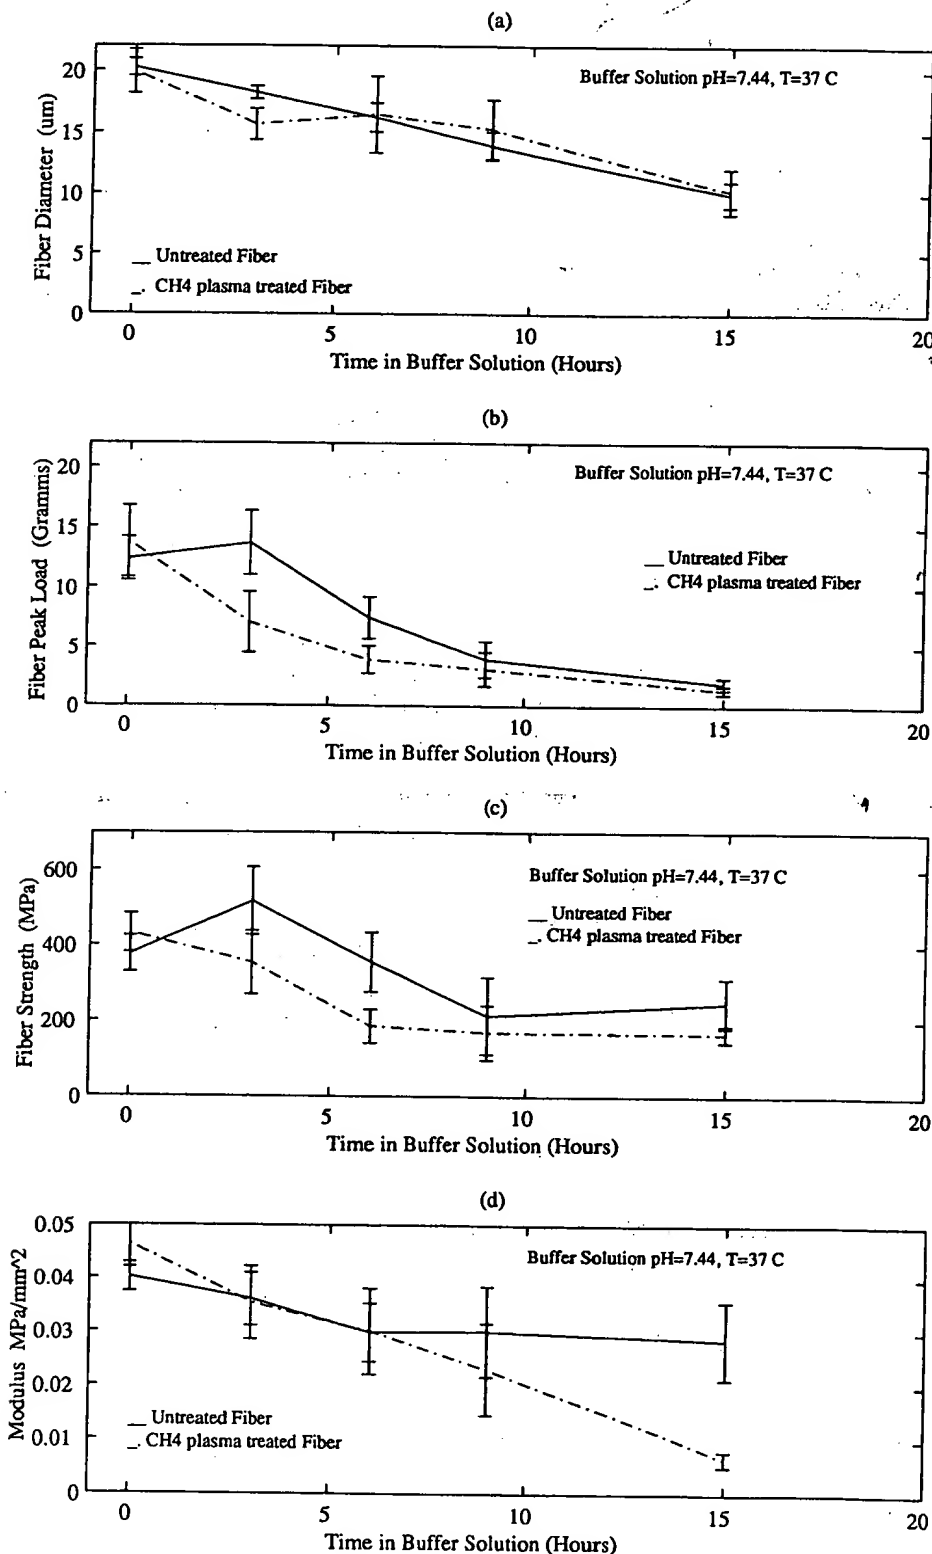 (a)
20
15
10
5
0
Fiber Diameter (um)
Buffer Solution pH=7.44, T=37 C
__ Untreated Fiber
_. CH4 plasma treated Fiber
0 5 10 15 20
Time in Buffer Solution (Hours)
(b)
20
15
10
5
0
Fiber Peak Load (Gramms)
Buffer Solution pH=7.44, T=37 C
__ Untreated Fiber
_. CH4 plasma treated Fiber
0 5 10 15 20
Time in Buffer Solution (Hours)
(c)
600
400
200
0
Fiber Strength (MPa)
Buffer Solution pH=7.44, T=37 C
__ Untreated Fiber
_. CH4 plasma treated Fiber
0 5 10 15 20
Time in Buffer Solution (Hours)
(d)
0.05
0.04
0.03
0.02
0.01
0
Modulus MPa/mm^2
Buffer Solution pH=7.44, T=37 C
__ Untreated Fiber
_. CH4 plasma treated Fiber
0 5 10 15 20
Time in Buffer Solution (Hours)